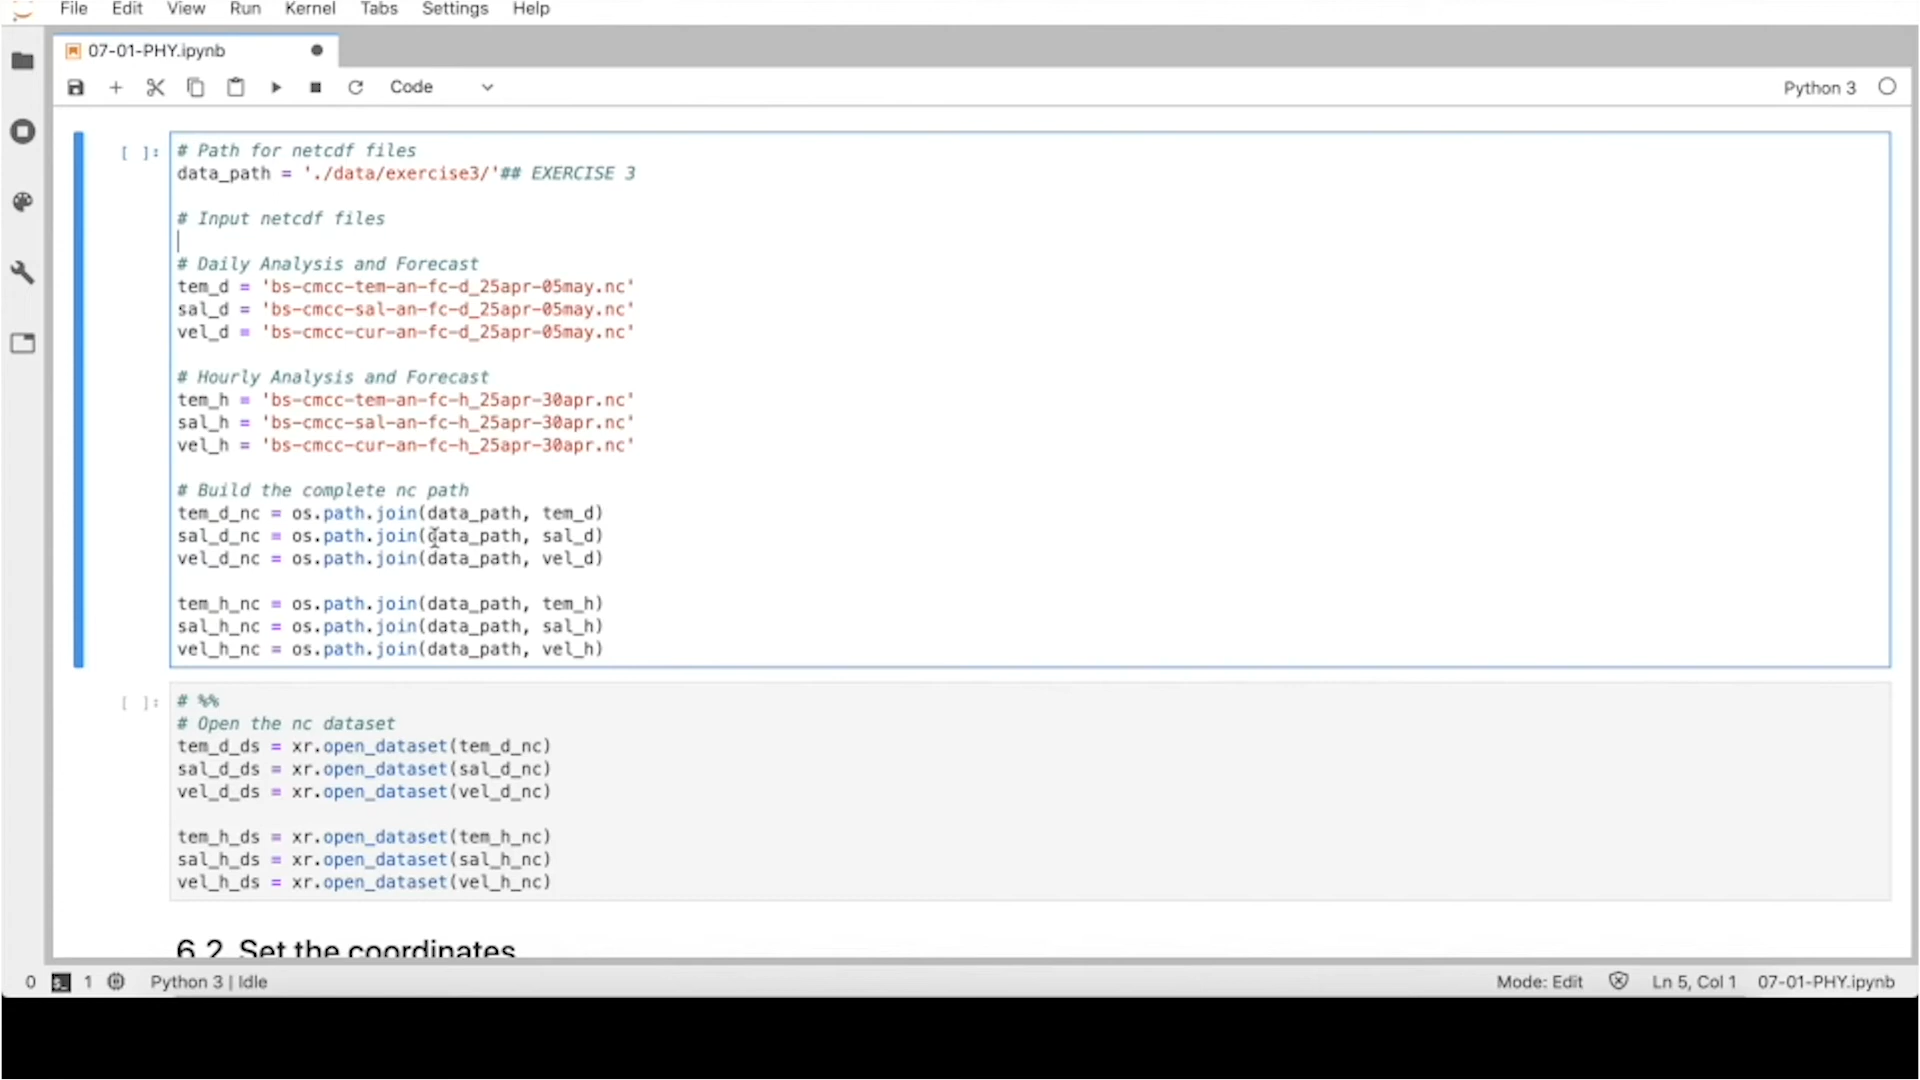 File Edit View Run Kernel Tabs Settings Help
07-01-PHY.ipynb
Code
Python 3
[ ]:
# Path for netcdf files
data_path = './data/exercise3/'## EXERCISE 3
# Input netcdf files
# Daily Analysis and Forecast
tem_d = 'bs-cmcc-tem-an-fc-d_25apr-05may.nc'
sal_d = 'bs-cmcc-sal-an-fc-d_25apr-05may.nc'
vel_d = 'bs-cmcc-cur-an-fc-d_25apr-05may.nc'
# Hourly Analysis and Forecast
tem_h = 'bs-cmcc-tem-an-fc-h_25apr-30apr.nc'
sal_h = 'bs-cmcc-sal-an-fc-h_25apr-30apr.nc'
vel_h = 'bs-cmcc-cur-an-fc-h_25apr-30apr.nc'
# Build the complete nc path
tem_d_nc = os.path.join(data_path, tem_d)
sal_d_nc = os.path.join(data_path, sal_d)
vel_d_nc = os.path.join(data_path, vel_d)
tem_h_nc = os.path.join(data_path, tem_h)
sal_h_nc = os.path.join(data_path, sal_h)
vel_h_nc = os.path.join(data_path, vel_h)
[ ]:
# %%
# Open the nc dataset
tem_d_ds = xr.open_dataset(tem_d_nc)
sal_d_ds = xr.open_dataset(sal_d_nc)
vel_d_ds = xr.open_dataset(vel_d_nc)
tem_h_ds = xr.open_dataset(tem_h_nc)
sal_h_ds = xr.open_dataset(sal_h_nc)
vel_h_ds = xr.open_dataset(vel_h_nc)
6.2. Set the coordinates
0 1 Python 3 | Idle Mode: Edit Ln 5, Col 1 07-01-PHY.ipynb